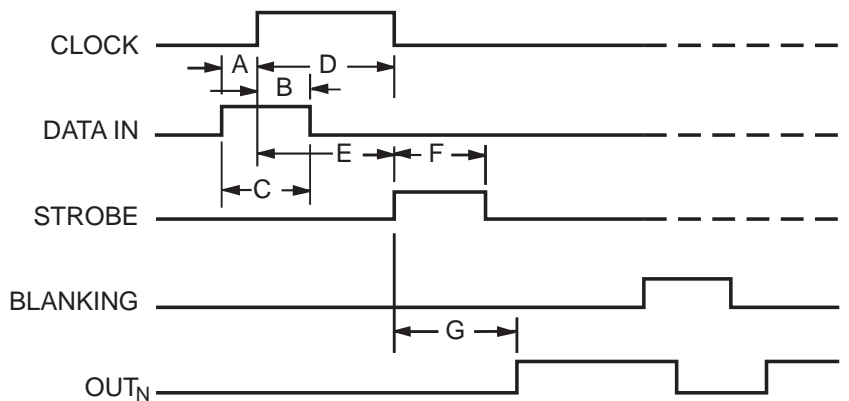 CLOCK
A
D
B
DATA IN
E
F
C
STROBE
BLANKING
G
OUTN